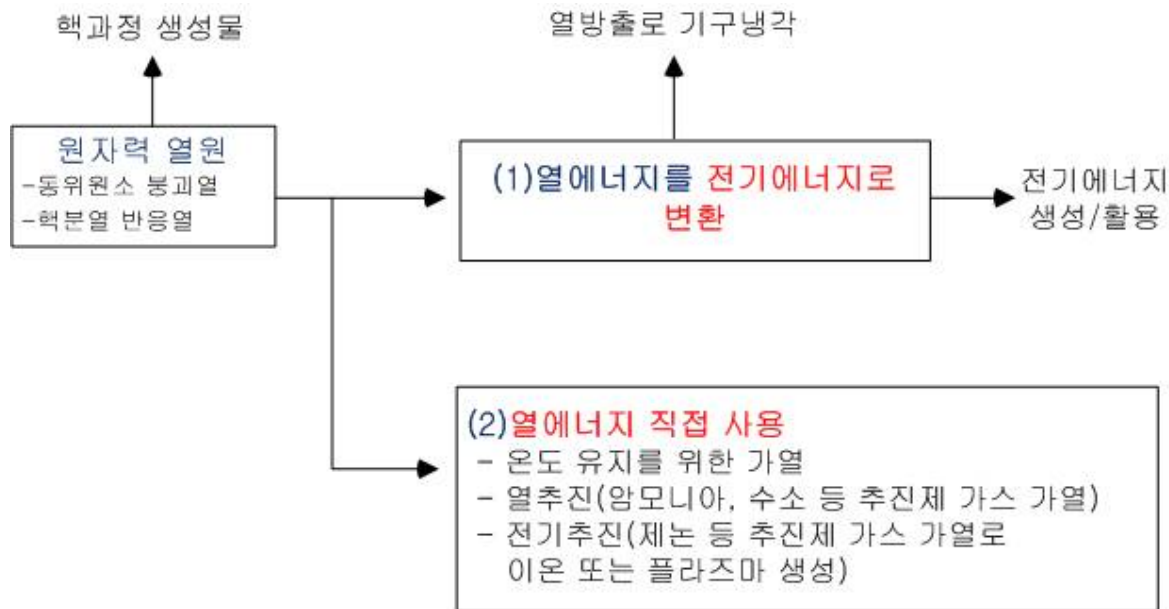 핵과정 생성물
열방출로 기구냉각
원자력 열원
-동위원소 붕괴열
-핵분열 반응열
(1)열에너지를 전기에너지로
변환
전기에너지
생성/활용
(2)열에너지 직접 사용
- 온도 유지를 위한 가열
- 열추진(암모니아, 수소 등 추진제 가스 가열)
- 전기추진(제논 등 추진제 가스 가열로
이온 또는 플라즈마 생성)